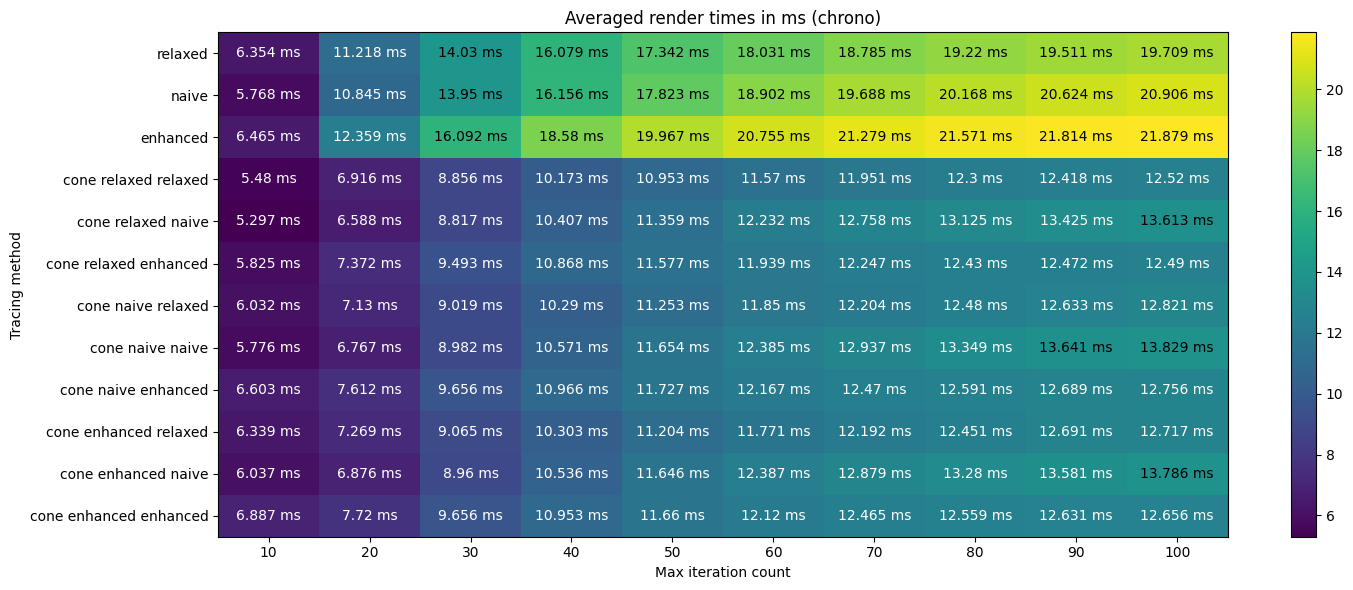 Averaged render times in ms (chrono)
relaxed 6.354 ms 11.218 ms 14.03 ms 16.079 ms 17.342 ms 18.031 ms 18.785 ms 19.22 ms 19.511 ms 19.709 ms
naive 5.768 ms 10.845 ms 13.95 ms 16.156 ms 17.823 ms 18.902 ms 19.688 ms 20.168 ms 20.624 ms 20.906 ms
enhanced 6.465 ms 12.359 ms 16.092 ms 18.58 ms 19.967 ms 20.755 ms 21.279 ms 21.571 ms 21.814 ms 21.879 ms
cone relaxed relaxed 5.48 ms 6.916 ms 8.856 ms 10.173 ms 10.953 ms 11.57 ms 11.951 ms 12.3 ms 12.418 ms 12.52 ms
cone relaxed naive 5.297 ms 6.588 ms 8.817 ms 10.407 ms 11.359 ms 12.232 ms 12.758 ms 13.125 ms 13.425 ms 13.613 ms
cone relaxed enhanced 5.825 ms 7.372 ms 9.493 ms 10.868 ms 11.577 ms 11.939 ms 12.247 ms 12.43 ms 12.472 ms 12.49 ms
cone naive relaxed 6.032 ms 7.13 ms 9.019 ms 10.29 ms 11.253 ms 11.85 ms 12.204 ms 12.48 ms 12.633 ms 12.821 ms
cone naive naive 5.776 ms 6.767 ms 8.982 ms 10.571 ms 11.654 ms 12.385 ms 12.937 ms 13.349 ms 13.641 ms 13.829 ms
cone naive enhanced 6.603 ms 7.612 ms 9.656 ms 10.966 ms 11.727 ms 12.167 ms 12.47 ms 12.591 ms 12.689 ms 12.756 ms
cone enhanced relaxed 6.339 ms 7.269 ms 9.065 ms 10.303 ms 11.204 ms 11.771 ms 12.192 ms 12.451 ms 12.691 ms 12.717 ms
cone enhanced naive 6.037 ms 6.876 ms 8.96 ms 10.536 ms 11.646 ms 12.387 ms 12.879 ms 13.28 ms 13.581 ms 13.786 ms
cone enhanced enhanced 6.887 ms 7.72 ms 9.656 ms 10.953 ms 11.66 ms 12.12 ms 12.465 ms 12.559 ms 12.631 ms 12.656 ms
10 20 30 40 50 60 70 80 90 100
Max iteration count
Tracing method
20
18
16
14
12
10
8
6